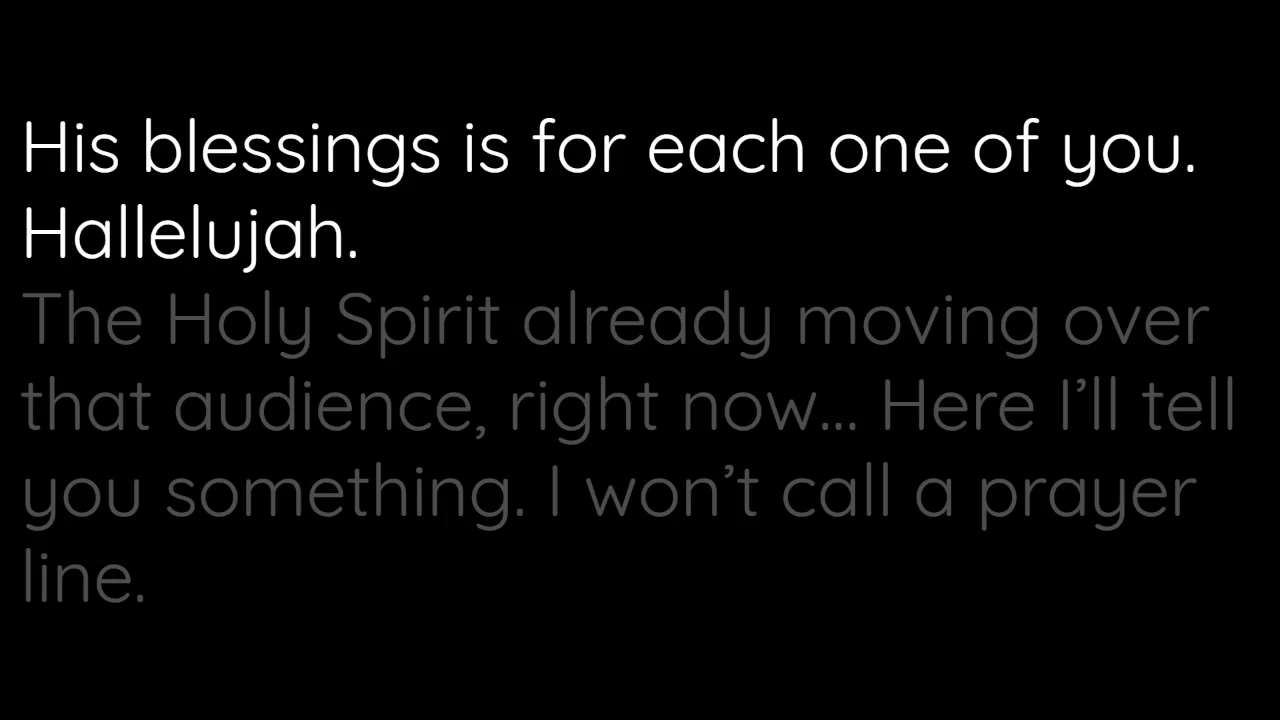 His blessings is for each one of you.
Hallelujah.
The Holy Spirit already moving over
that audience, right now... Here I’ll tell
you something. I won’t call a prayer
line.